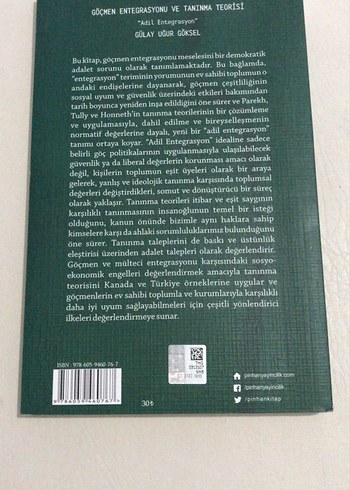 GÖÇMEN ENTEGRASYONU VE TANINMA TEORİSİ
"Adil Entegrasyon"
GÜLAY UĞUR GÖKSEL
Bu kitap, göçmen entegrasyonu meselesini bir demokratik
adalet sorunu olarak tanımlamaktadır. Bu bağlamda,
"entegrasyon" teriminin yorumunun ev sahibi toplumun o
andaki endişelerine dayanarak, göçmen çeşitliliğinin
sosyal uyum ve güvenlik üzerindeki etkileri bakımından
tarih boyunca yeniden inşa edildiğini öne sürer ve Parekh,
Tully ve Honneth'in tanınma teorilerinin bir çözümleme
ve uygulamasıyla, dahil edilme ve bireyselleşmenin
normatif değerlerine dayalı, yeni bir "adil entegrasyon"
tanımı ortaya koyar. "Adil Entegrasyon" idealine sadece
belirli göç politikalarının uygulanmasıyla ulaşılabilecek
güvenlik ya da liberal değerlerin korunması amacı olarak
değil, kişilerin toplumun eşit üyeleri olarak bir araya
gelerek, yanlış ve ideolojik tanınma karşısında toplumsal
değerleri değiştirdikleri, somut ve dönüştürücü bir süreç
olarak yaklaşır. Tanınma teorileri itibar ve eşit saygının
karşılıklı tanınmasının insanoğlunun temel bir isteği
olduğunu, kanun önünde bizimle aynı haklara sahip
kimselere karşı da ahlaki sorumluluklarımız bulunduğunu
öne sürer. Tanınma taleplerini de baskı ve üstünlük
eleştirisi üzerinden adalet talepleri olarak değerlendirir.
Göçmen ve mülteci entegrasyonu karşısındaki sosyo-
ekonomik engelleri değerlendirmek amacıyla tanınma
teorisini Kanada ve Türkiye örneklerine uygular ve
göçmenlerin ev sahibi toplumla ve kurumlarıyla karşılıklı
daha iyi uyum sağlayabilmeleri için çeşitli yönlendirici
ilkeleri değerlendirmeye sunar.
ISBN: 978 605 9460 76 7
9 786059 460767
30₺
pinhanyayincilik.com
/pinhanyayincilik
/pinhankitap